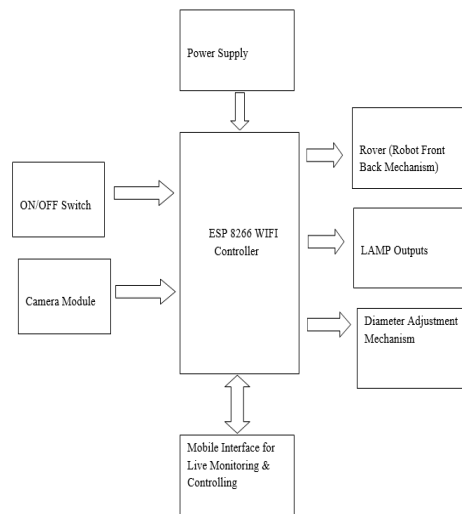 Power Supply
Rover (Robot Front
Back Mechanism)
ON/OFF Switch
ESP 8266 WIFI
Controller
LAMP Outputs
Camera Module
Diameter Adjustment
Mechanism
Mobile Interface for
Live Monitoring &
Controlling